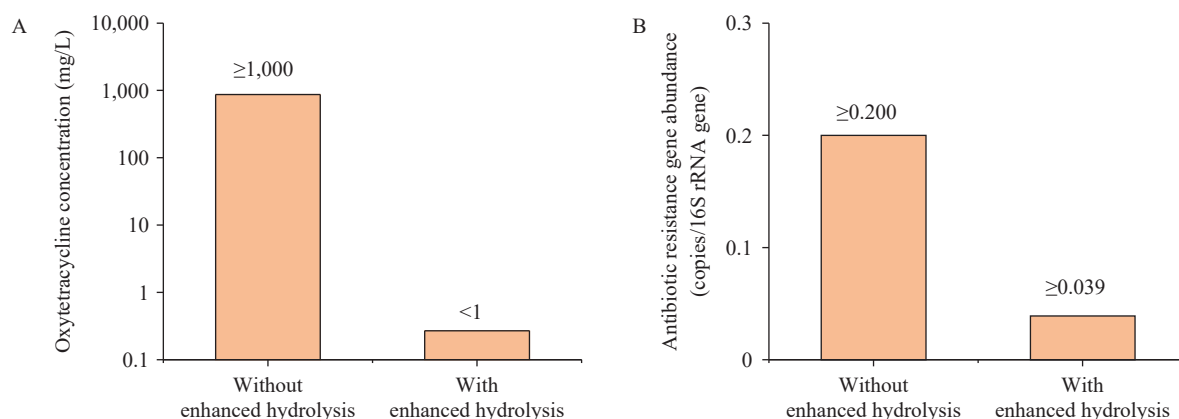 A
Oxytetracycline concentration (mg/L)
10,000
1,000
100
10
1
0.1
≥1,000
<1
Without
enhanced hydrolysis
With
enhanced hydrolysis
B
Antibiotic resistance gene abundance
(copies/16S rRNA gene)
0.3
0.2
0.1
0
≥0.200
≥0.039
Without
enhanced hydrolysis
With
enhanced hydrolysis